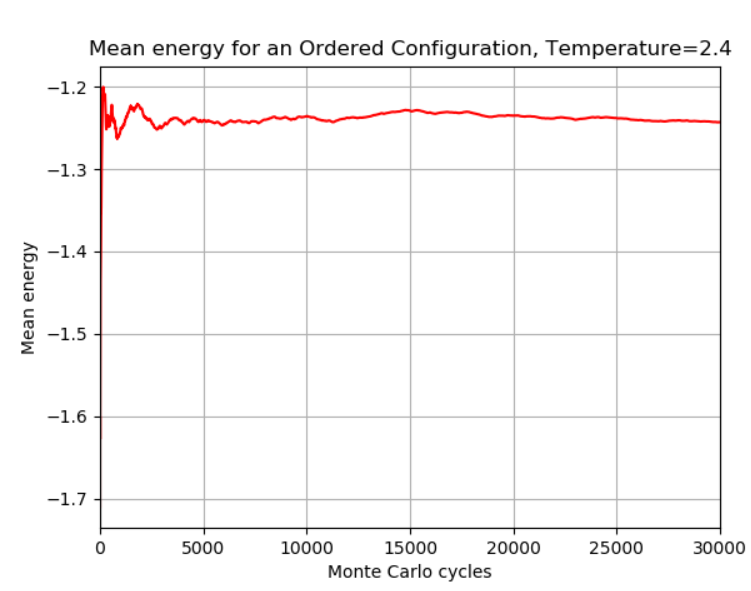 Mean energy for an Ordered Configuration, Temperature=2.4
−1.2
−1.3
−1.4
−1.5
−1.6
−1.7
Mean energy
0 5000 10000 15000 20000 25000 30000
Monte Carlo cycles